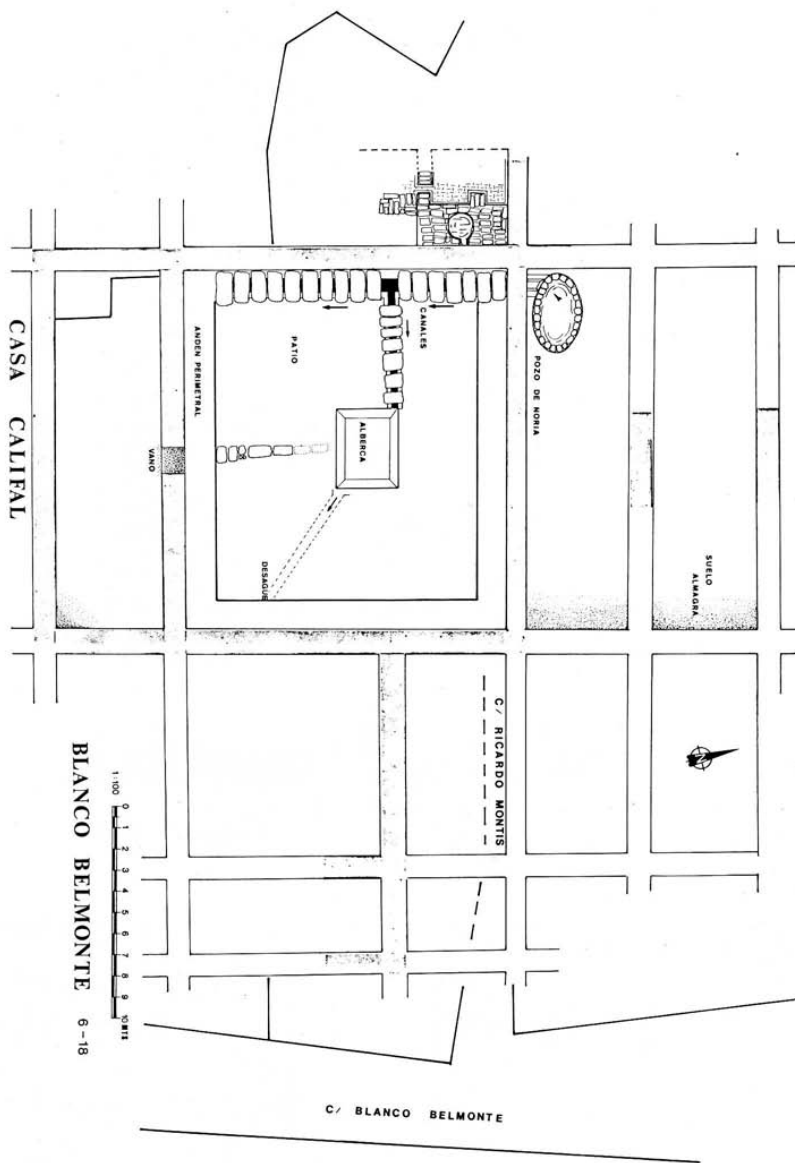 CANALES
POZO DE NORIA
PATIO
ANDEN PERIMETRAL
ALBERCA
VANO
DESAGUE
SUELO
ALMAGRA
CASA CALIFAL
C/ RICARDO MONTIS
N
1:100
0 1 2 3 4 5 6 7 8 9 10 MTS
BLANCO BELMONTE 6-18
C/ BLANCO BELMONTE